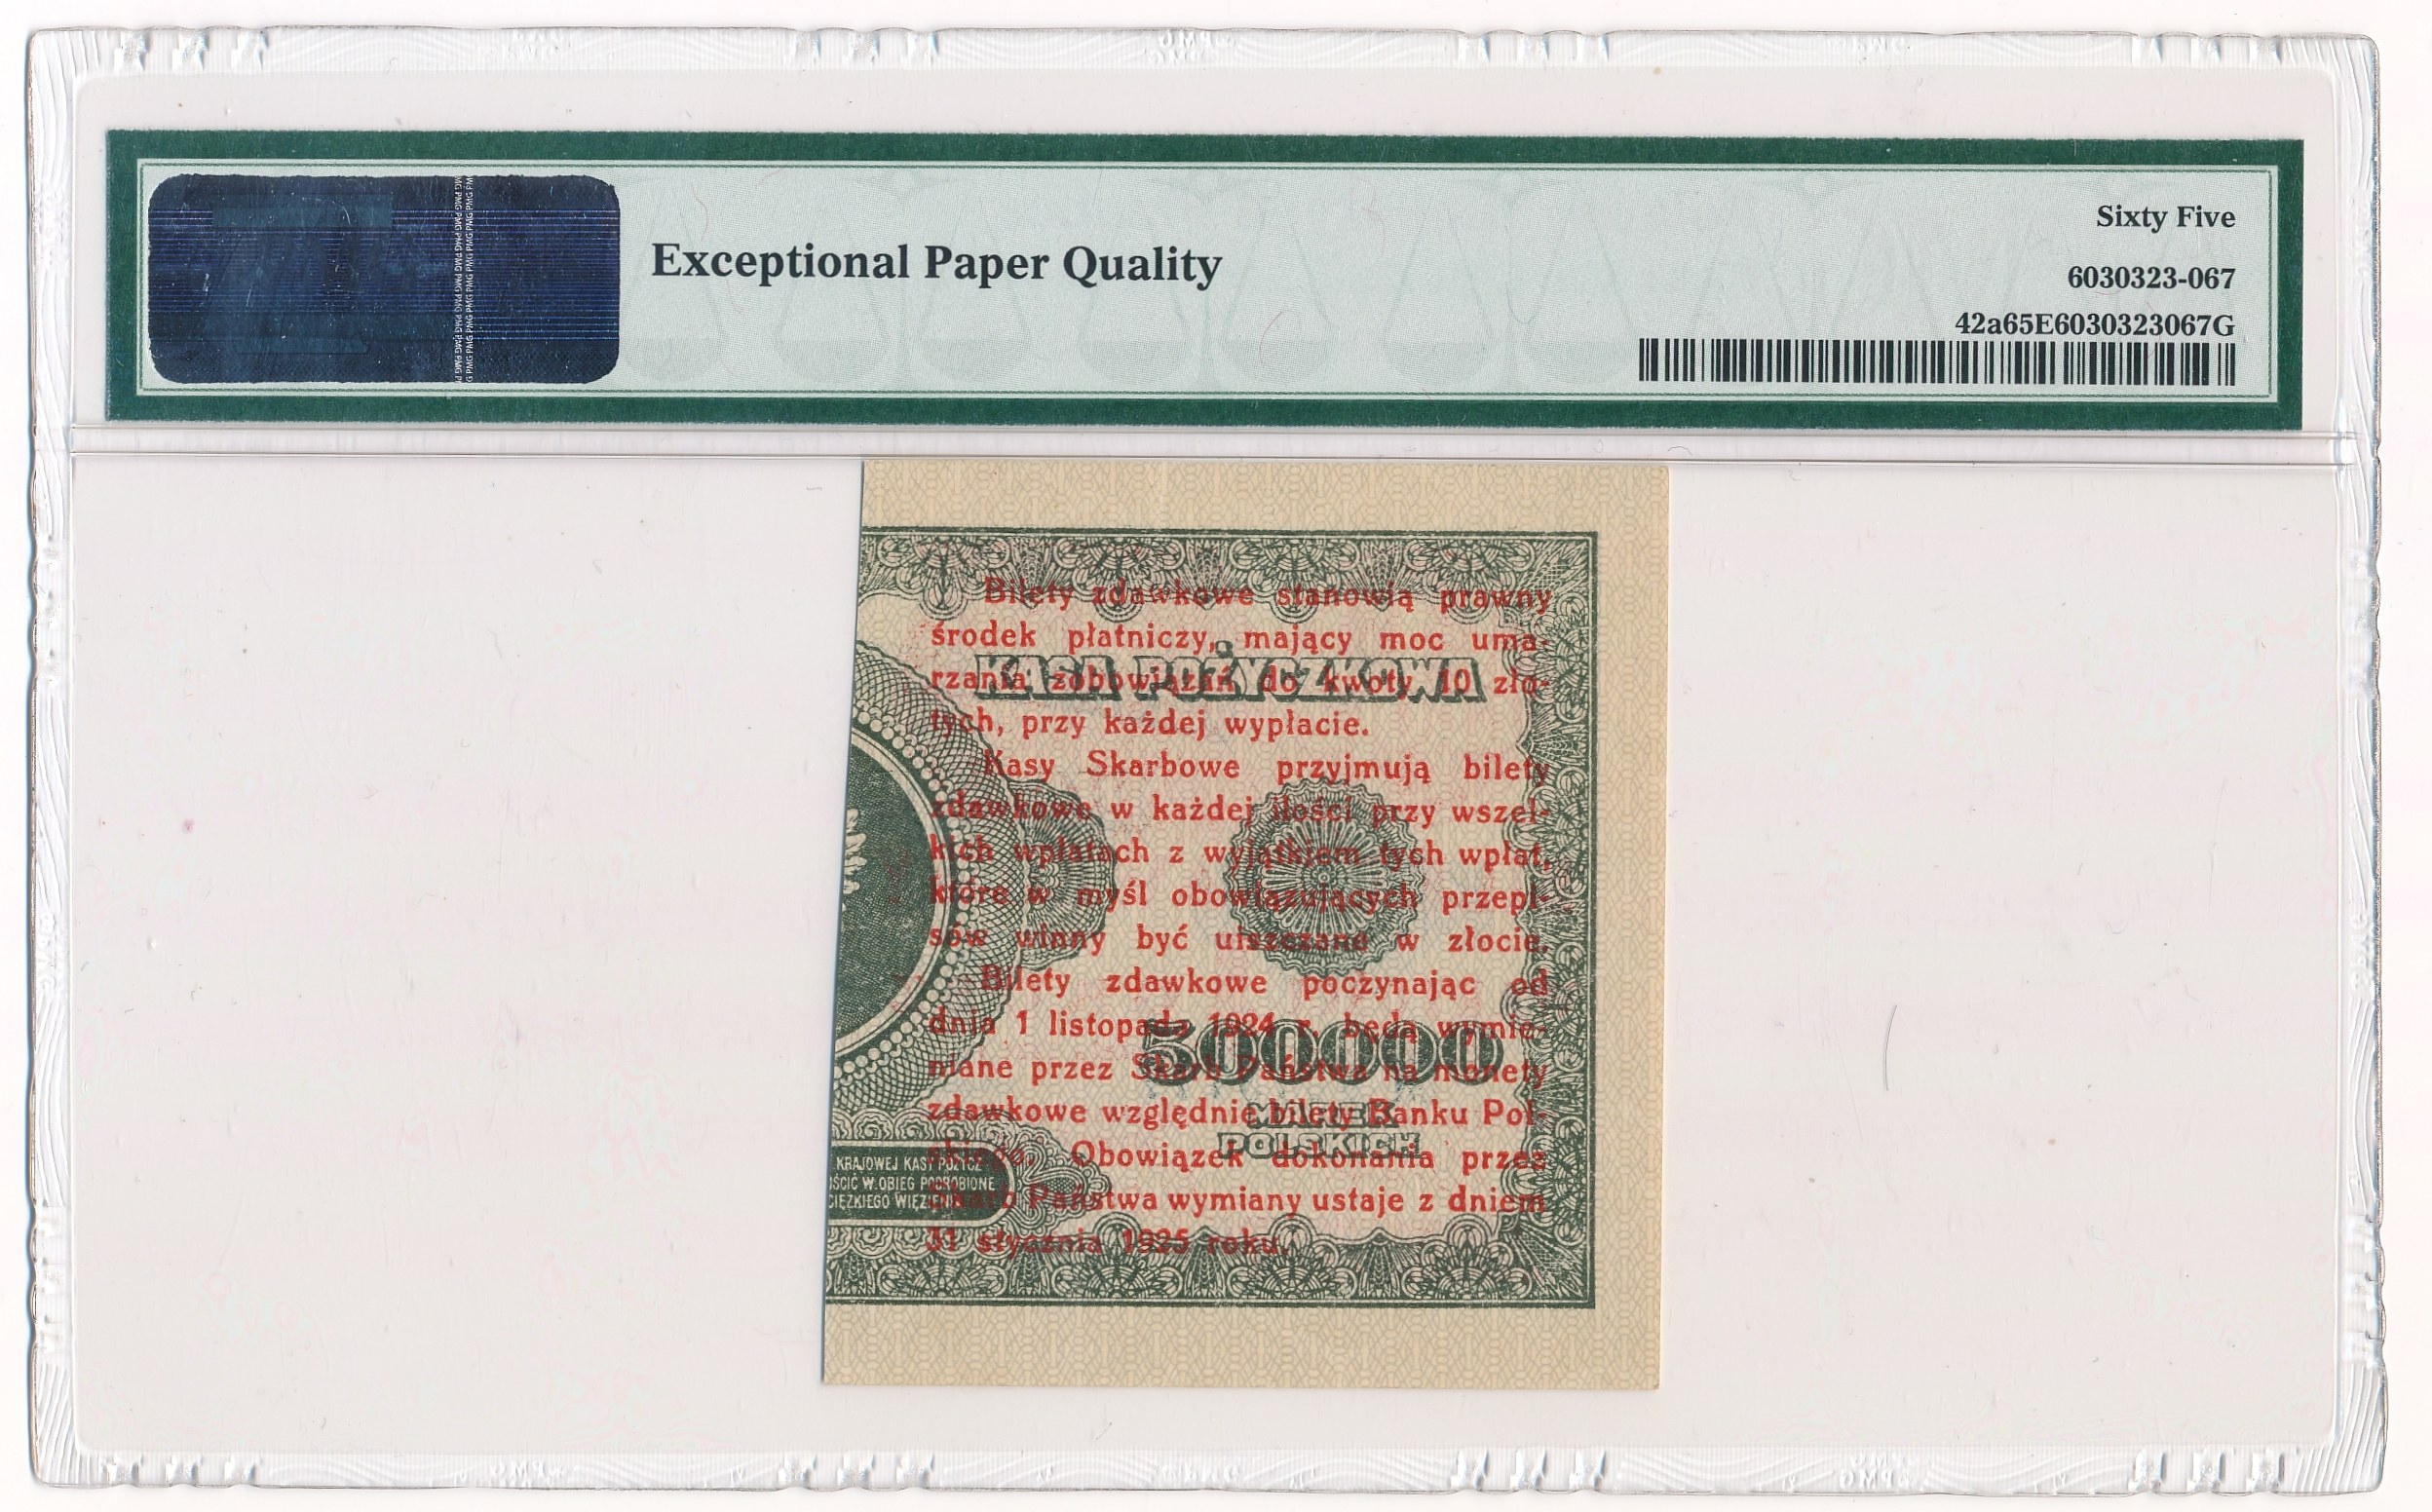 Exceptional Paper Quality
Sixty Five
6030323-067
42a65E6030323067G
Bilety zdawkowe stanowią prawny
środek płatniczy, mający moc uma-
rzania zobowiązań do kwoty 10 zło-
tych, przy każdej wypłacie.
Kasy Skarbowe przyjmują bilety
zdawkowe w każdej ilości przy wszel-
kich wpłatach z wyjątkiem tych wpłat,
które w myśl obowiązujących przepi-
sów winny być uiszczane w złocie.
Bilety zdawkowe poczynając od
dnia 1 listopada 1924 r. będą wymie-
niane przez Skarb Państwa na monety
zdawkowe względnie bilety Banku Pol-
skiego. Obowiązek dokonania przez
Skarb Państwa wymiany ustaje z dniem
31 stycznia 1925 roku.
KASA POŻYCZKOWA
500000
MAREK
POLSKICH
KRAJOWEJ KASY POŻYCZ-
ŚCIĆ W OBIEG PODROBIONE
CIĘŻKIEGO WIĘZIENIA